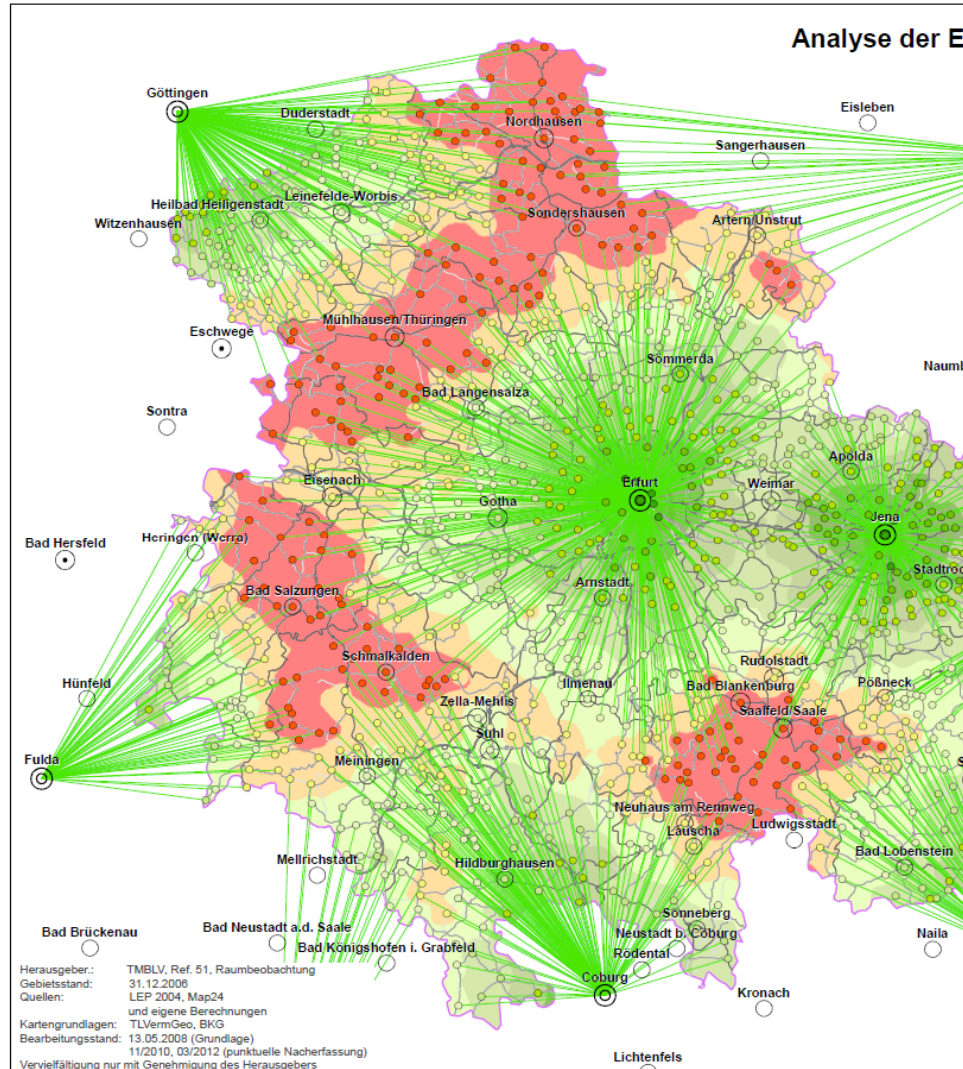 Analyse der E
Göttingen
Duderstadt
Eisleben
Nordhausen
Sangerhausen
Leinefelde-Worbis
Heilbad Heiligenstadt
Witzenhausen
Sondershausen
Artern/Unstrut
Mühlhausen/Thüringen
Eschwege
Sömmerda
Naumb
Bad Langensalza
Sontra
Apolda
Eisenach
Gotha
Erfurt
Weimar
Jena
Heringen (Werra)
Bad Hersfeld
Stadtroc
Arnstadt
Bad Salzungen
Schmalkalden
Rudolstadt
Hünfeld
Ilmenau
Bad Blankenburg
Pößneck
Zella-Mehlis
Saalfeld/Saale
Suhl
Fulda
Meiningen
S
Neuhaus am Rennweg
Ludwigsstadt
Lauscha
Bad Lobenstein
Mellrichstadt
Hildburghausen
Sonneberg
Bad Neustadt a.d. Saale
Bad Brückenau
Neustadt b. Coburg
Naila
Bad Königshofen i. Grabfeld
Rödental
Coburg
Kronach
Lichtenfels
Herausgeber.: TMBLV, Ref. 51, Raumbeobachtung
Gebietsstand: 31.12.2006
Quellen: LEP 2004, Map24
und eigene Berechnungen
Kartengrundlagen: TLVermGeo, BKG
Bearbeitungsstand: 13.05.2008 (Grundlage)
11/2010, 03/2012 (punktuelle Nacherfassung)
Vervielfältigung nur mit Genehmigung des Herausgebers